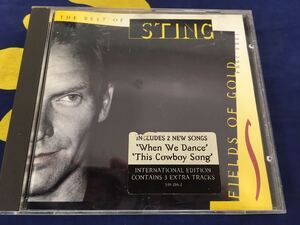 THE BEST OF
STING
FIELDS OF GOLD
INCLUDES 2 NEW SONGS
'When We Dance'
'This Cowboy Song'
INTERNATIONAL EDITION
CONTAINS 3 EXTRA TRACKS